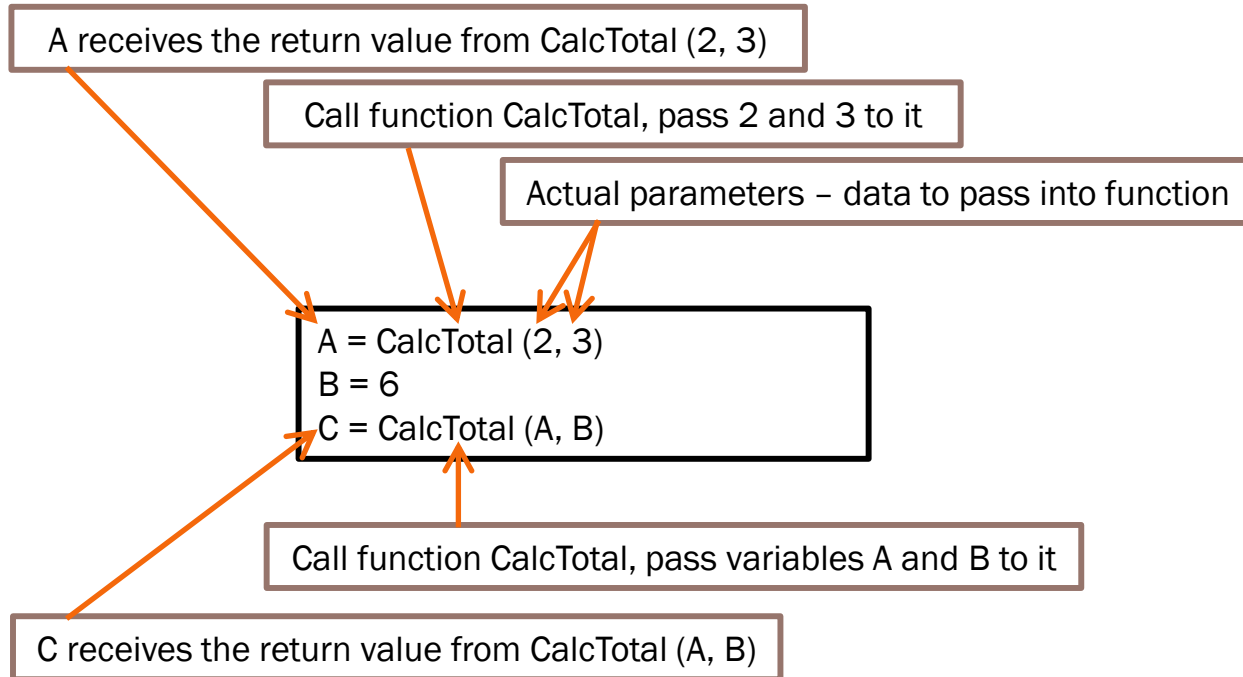 A receives the return value from CalcTotal (2, 3)
Call function CalcTotal, pass 2 and 3 to it
Actual parameters – data to pass into function
A = CalcTotal (2, 3)
B = 6
C = CalcTotal (A, B)
Call function CalcTotal, pass variables A and B to it
C receives the return value from CalcTotal (A, B)